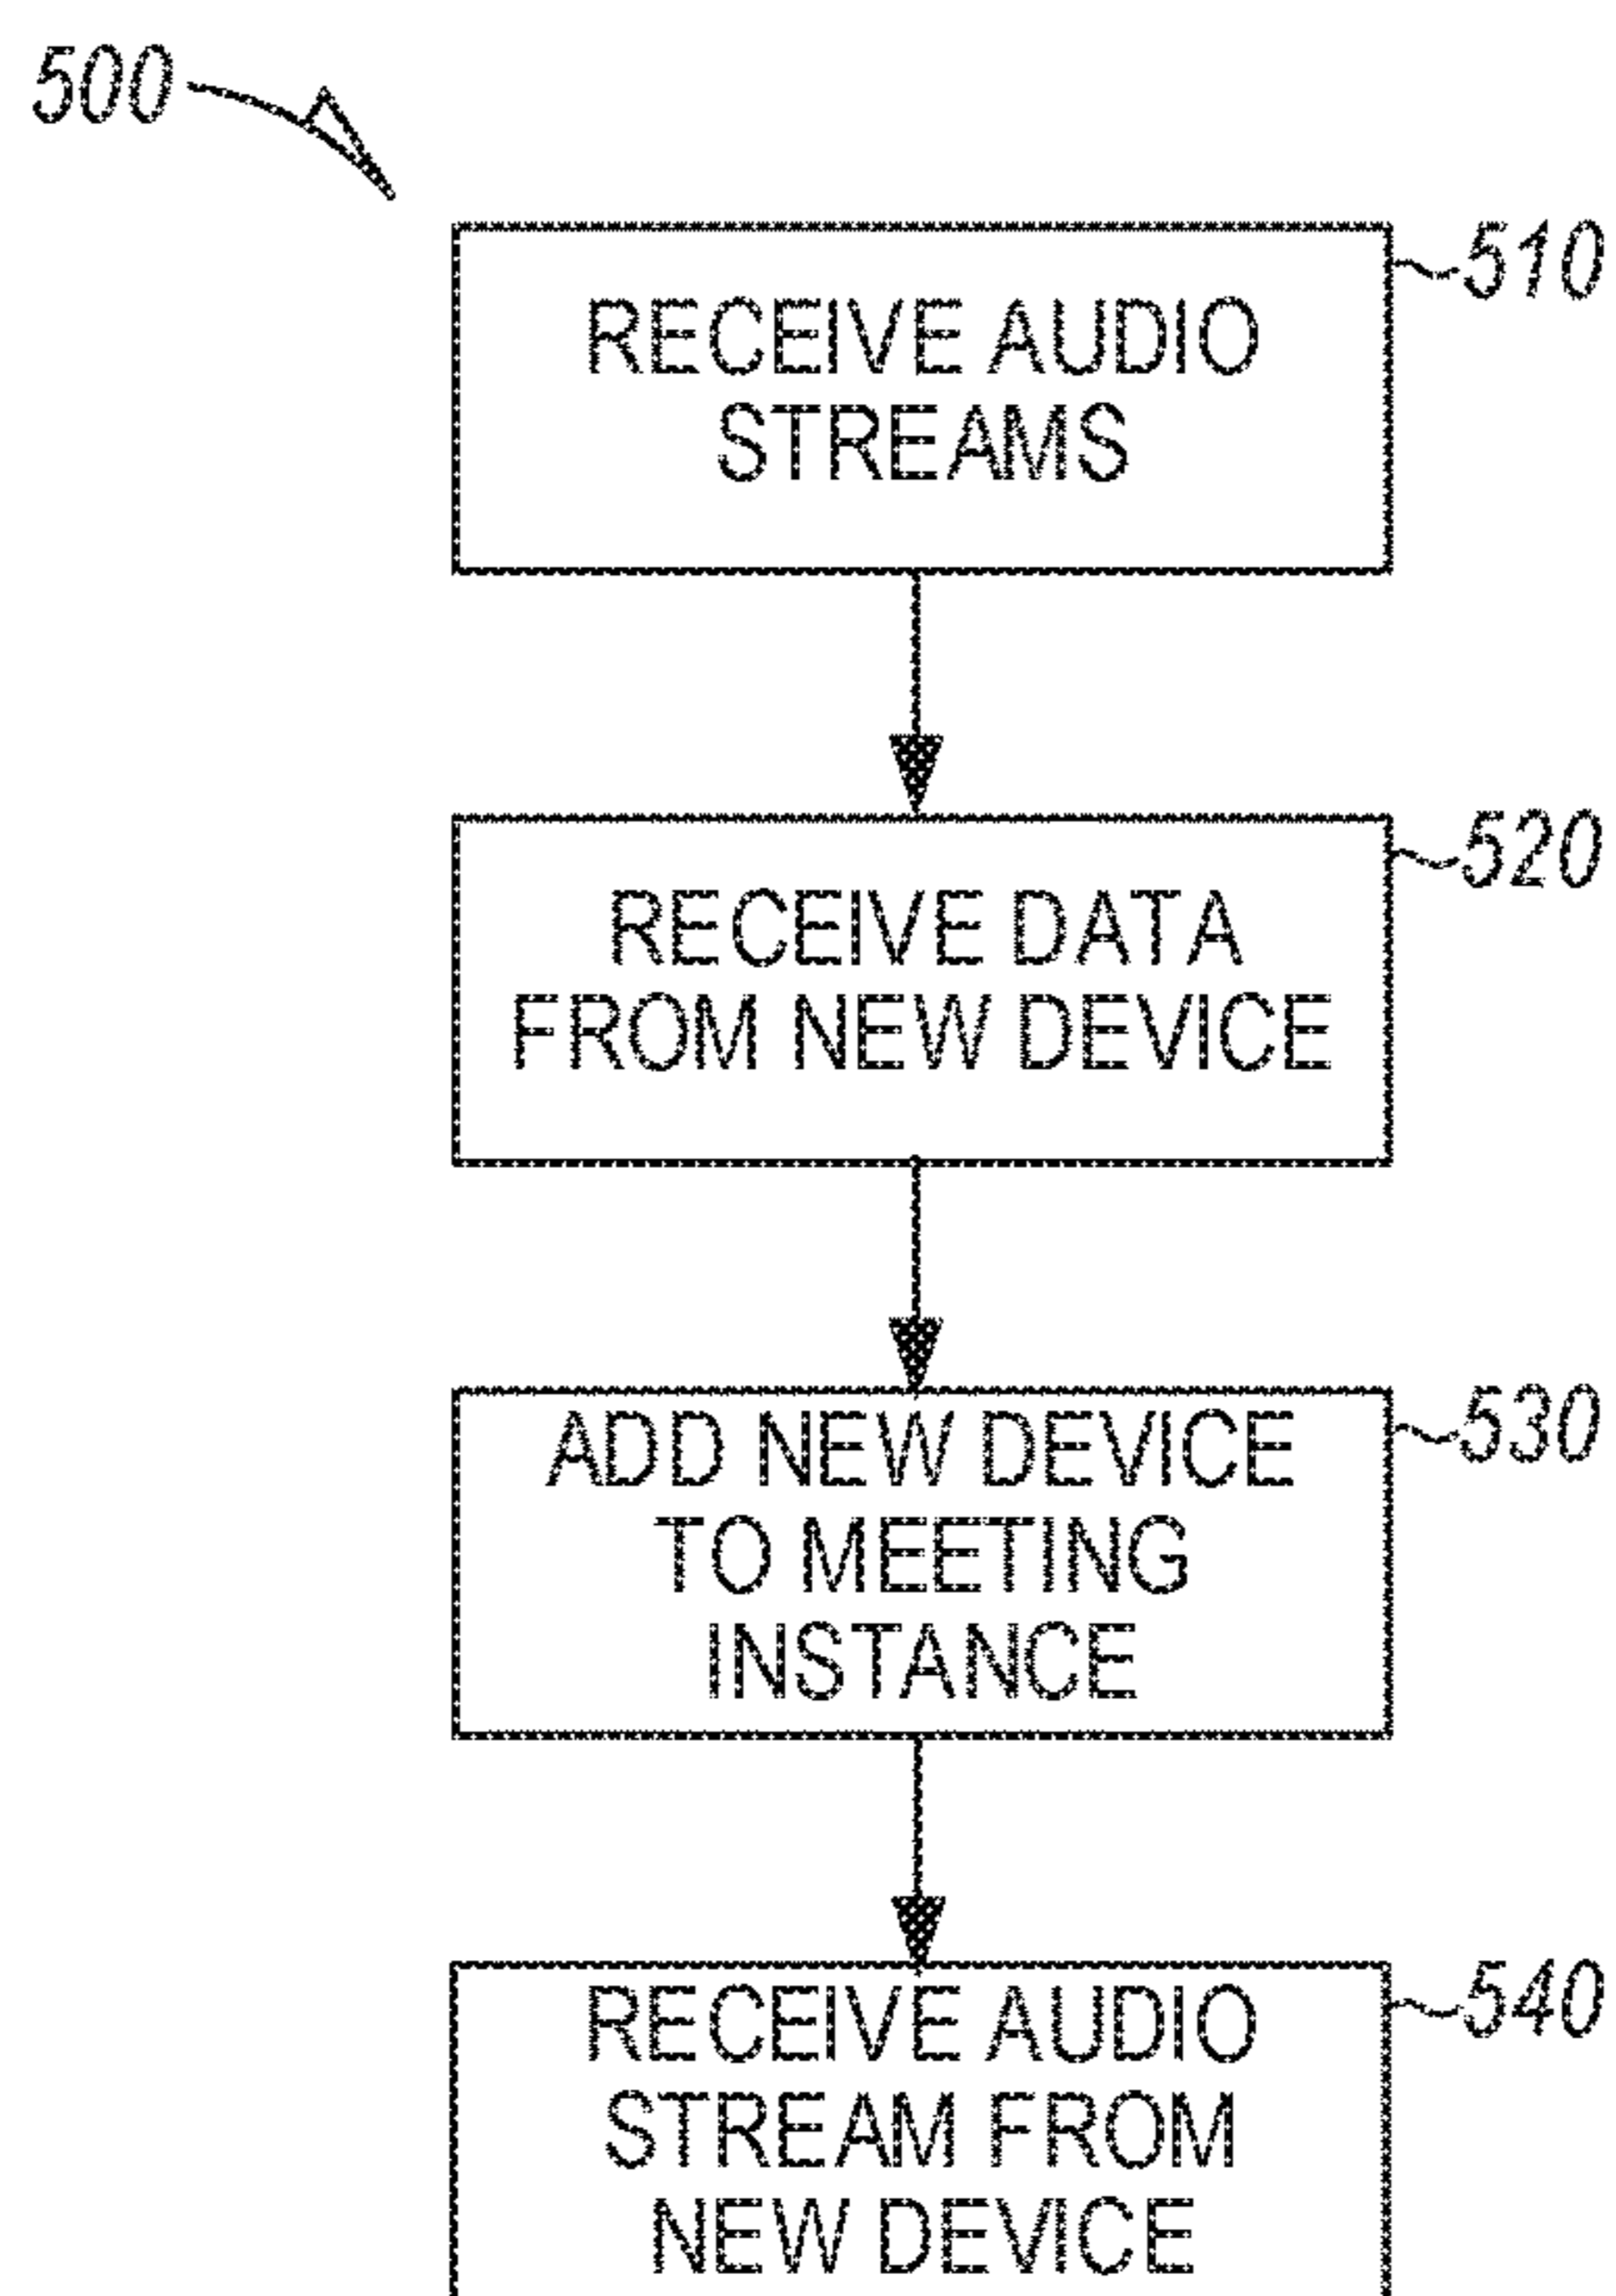 500
510
RECEIVE AUDIO
STREAMS
520
RECEIVE DATA
FROM NEW DEVICE
530
ADD NEW DEVICE
TO MEETING
INSTANCE
540
RECEIVE AUDIO
STREAM FROM
NEW DEVICE